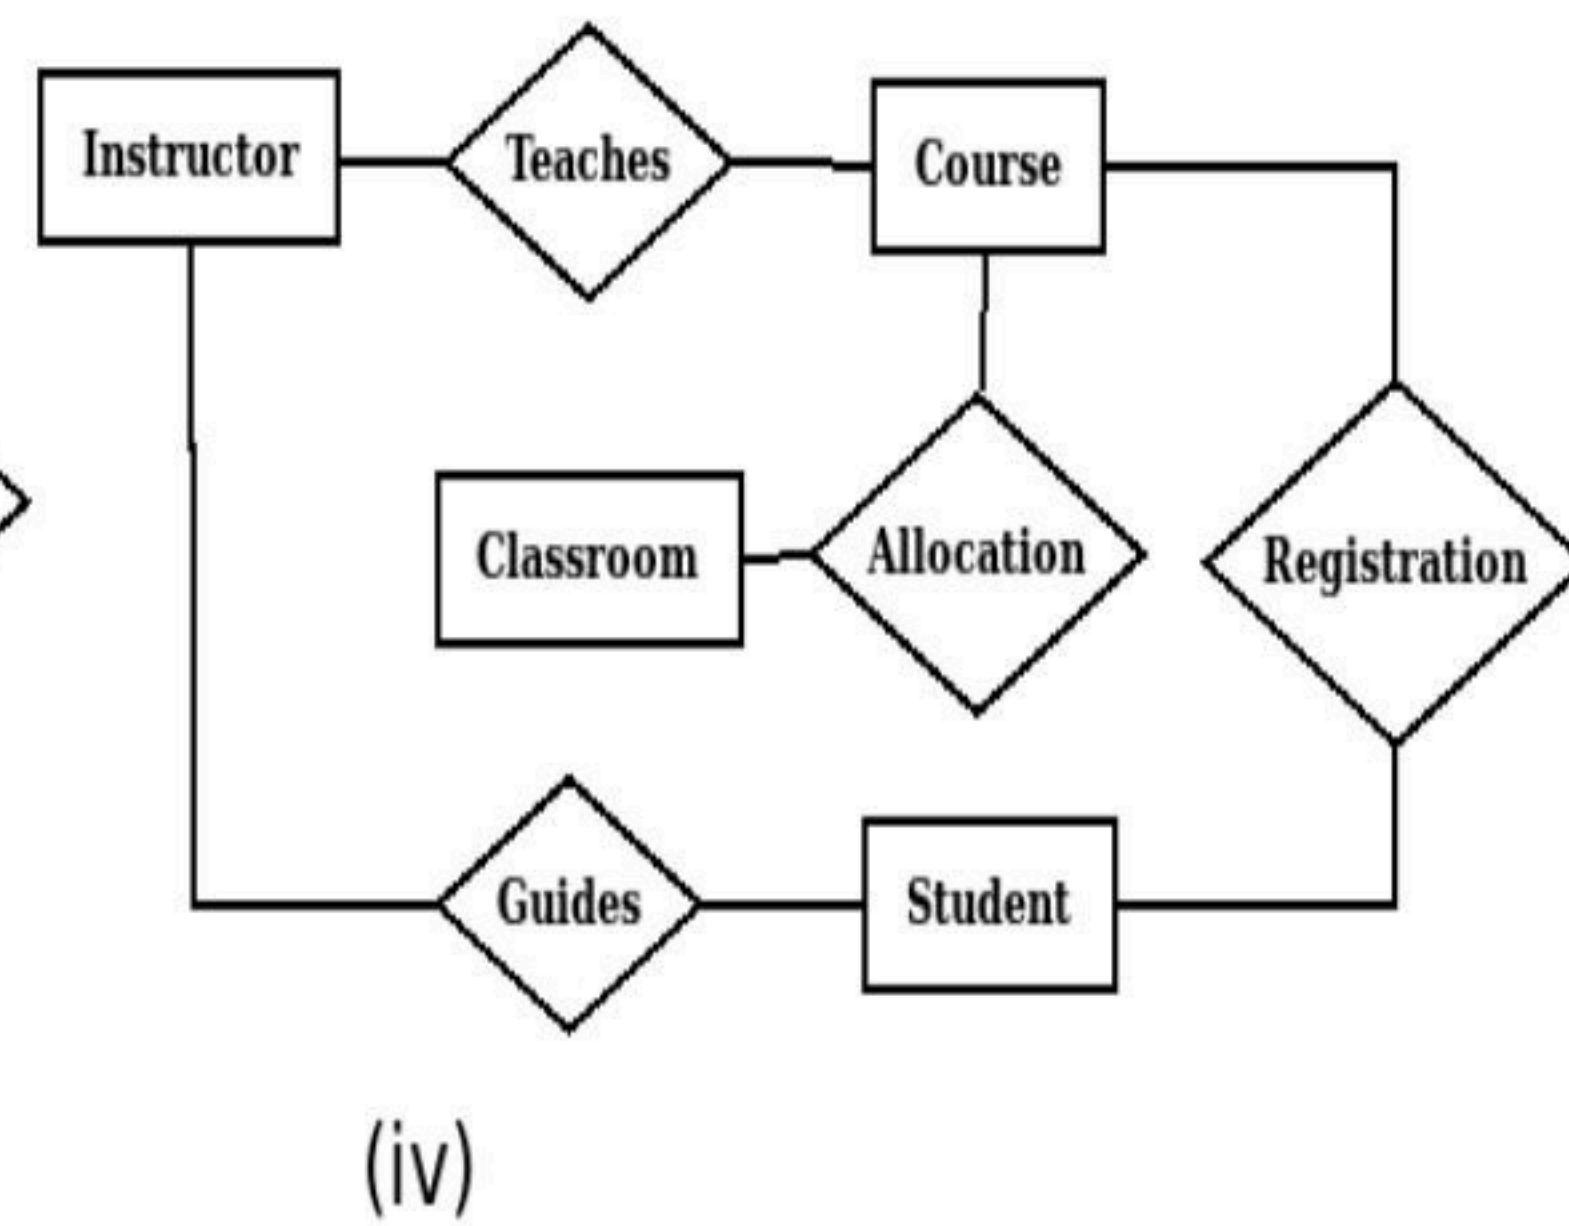 Instructor
Teaches
Course
Classroom
Allocation
Registration
Guides
Student
(iv)